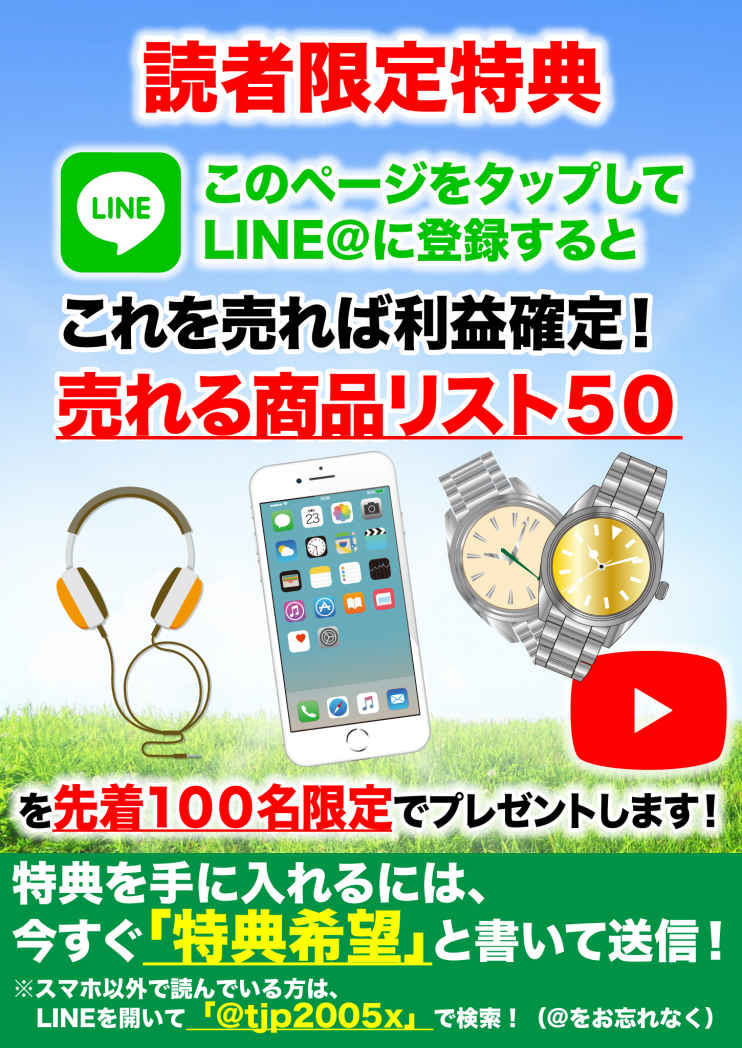 読者限定特典
LINE
このページをタップして
LINE@に登録すると
これを売れば利益確定！
売れる商品リスト５０
23
を先着１００名限定でプレゼントします！
特典を手に入れるには、
今すぐ「特典希望」と書いて送信！
※スマホ以外で読んでいる方は、
LINEを開いて「@tjp2005x」で検索！（@をお忘れなく）